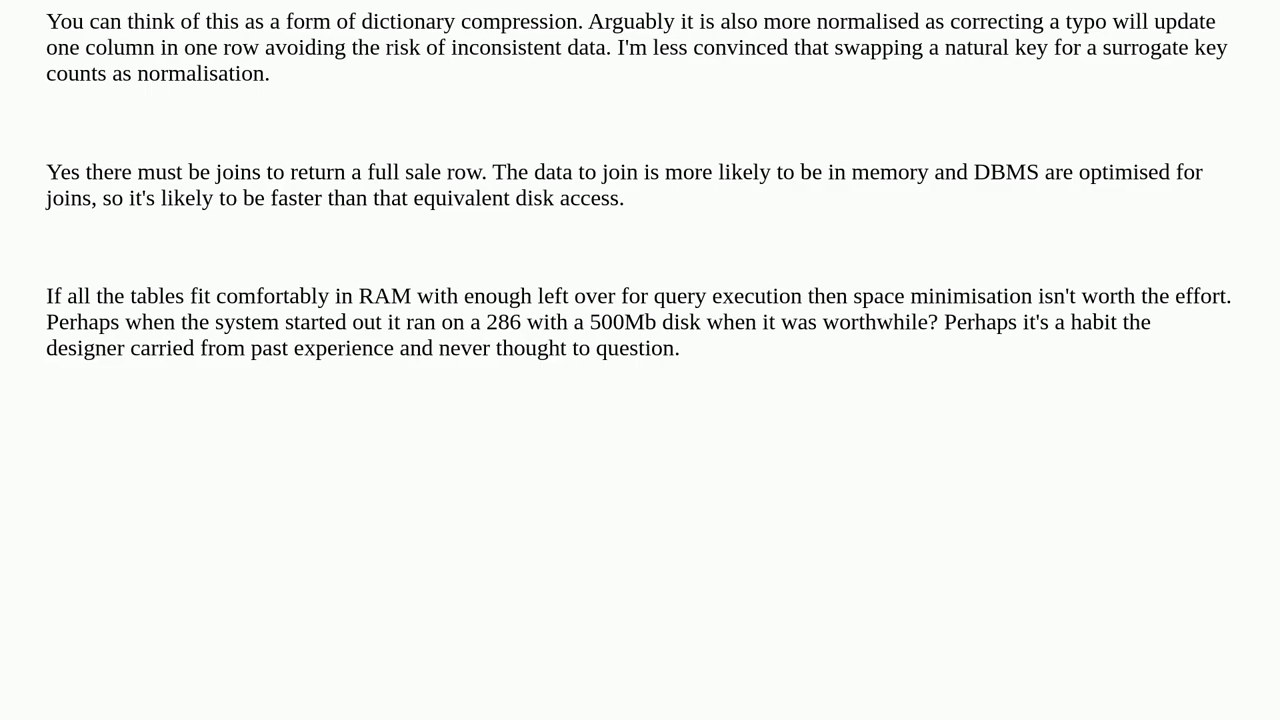 You can think of this as a form of dictionary compression. Arguably it is also more normalised as correcting a typo will update
one column in one row avoiding the risk of inconsistent data. I'm less convinced that swapping a natural key for a surrogate key
counts as normalisation.
Yes there must be joins to return a full sale row. The data to join is more likely to be in memory and DBMS are optimised for
joins, so it's likely to be faster than that equivalent disk access.
If all the tables fit comfortably in RAM with enough left over for query execution then space minimisation isn't worth the effort.
Perhaps when the system started out it ran on a 286 with a 500Mb disk when it was worthwhile? Perhaps it's a habit the
designer carried from past experience and never thought to question.